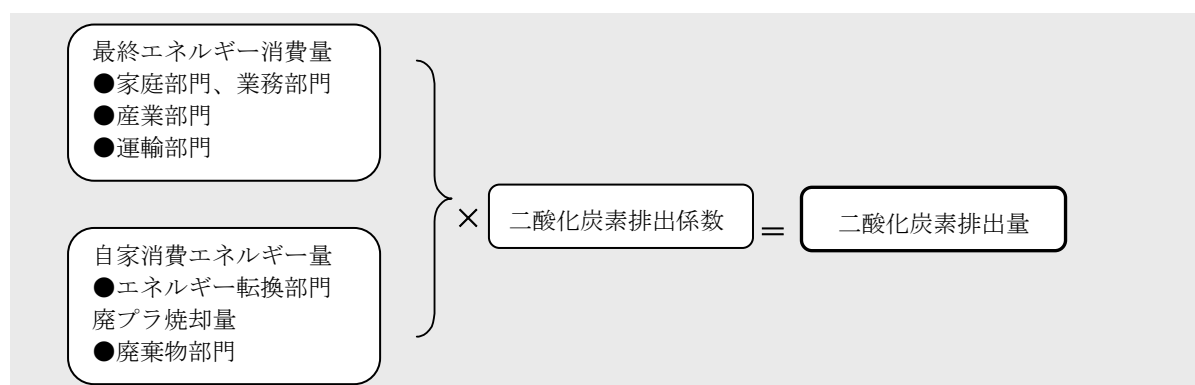 最終エネルギー消費量
●家庭部門、業務部門
●産業部門
●運輸部門
×
二酸化炭素排出係数
＝
二酸化炭素排出量
自家消費エネルギー量
●エネルギー転換部門
廃プラ焼却量
●廃棄物部門